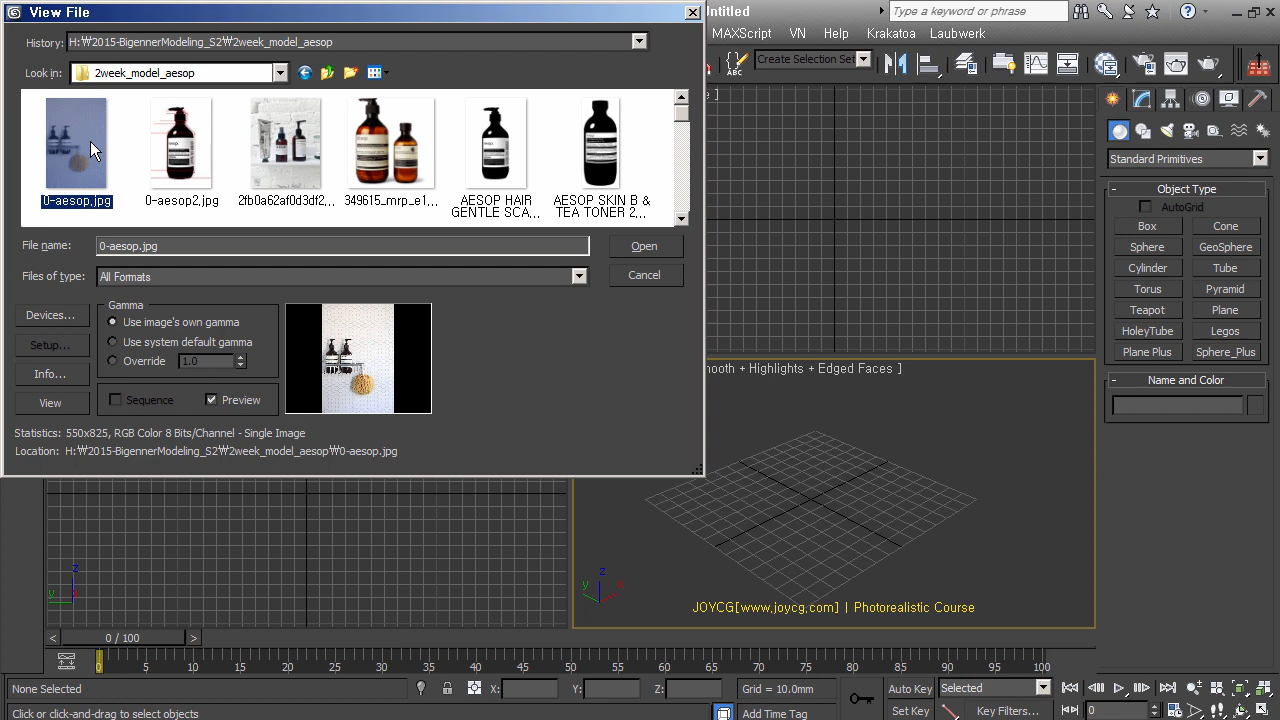 View File
Untitled
Type a keyword or phrase
History: H:₩2015-BigennerModeling_S2₩2week_model_aesop
MAXScript VN Help Krakatoa Laubwerk
Look in: 2week_model_aesop
Create Selection Set
ABC
]
0-aesop.jpg
0-aesop2.jpg
2fb0a62af0d3df2,...
349615_mrp_e1...
AESOP HAIR
GENTLE SCA...
AESOP SKIN B &
TEA TONER 2...
File name: 0-aesop.jpg Open
Files of type: All Formats Cancel
Devices...
Setup...
Info...
View
Gamma
Use image's own gamma
Use system default gamma
Override 1.0
Sequence Preview
Statistics: 550x825, RGB Color 8 Bits/Channel - Single Image
Location: H:₩2015-BigennerModeling_S2₩2week_model_aesop₩0-aesop.jpg
Standard Primitives
- Object Type
AutoGrid
Box Cone
Sphere GeoSphere
Cylinder Tube
Torus Pyramid
Teapot Plane
HoleyTube Legos
Plane Plus Sphere_Plus
- Name and Color
nooth + Highlights + Edged Faces ]
z
y
z
y x
JOYCG[www.joycg.com] | Photorealistic Course
< 0 / 100 >
0 5 10 15 20 25 30 35 40 45 50 55 60 65 70 75 80 85 90 95 100
None Selected X: Y: Z: Grid = 10.0mm Auto Key Selected
Click or click-and-drag to select objects Add Time Tag Set Key Key Filters... 0